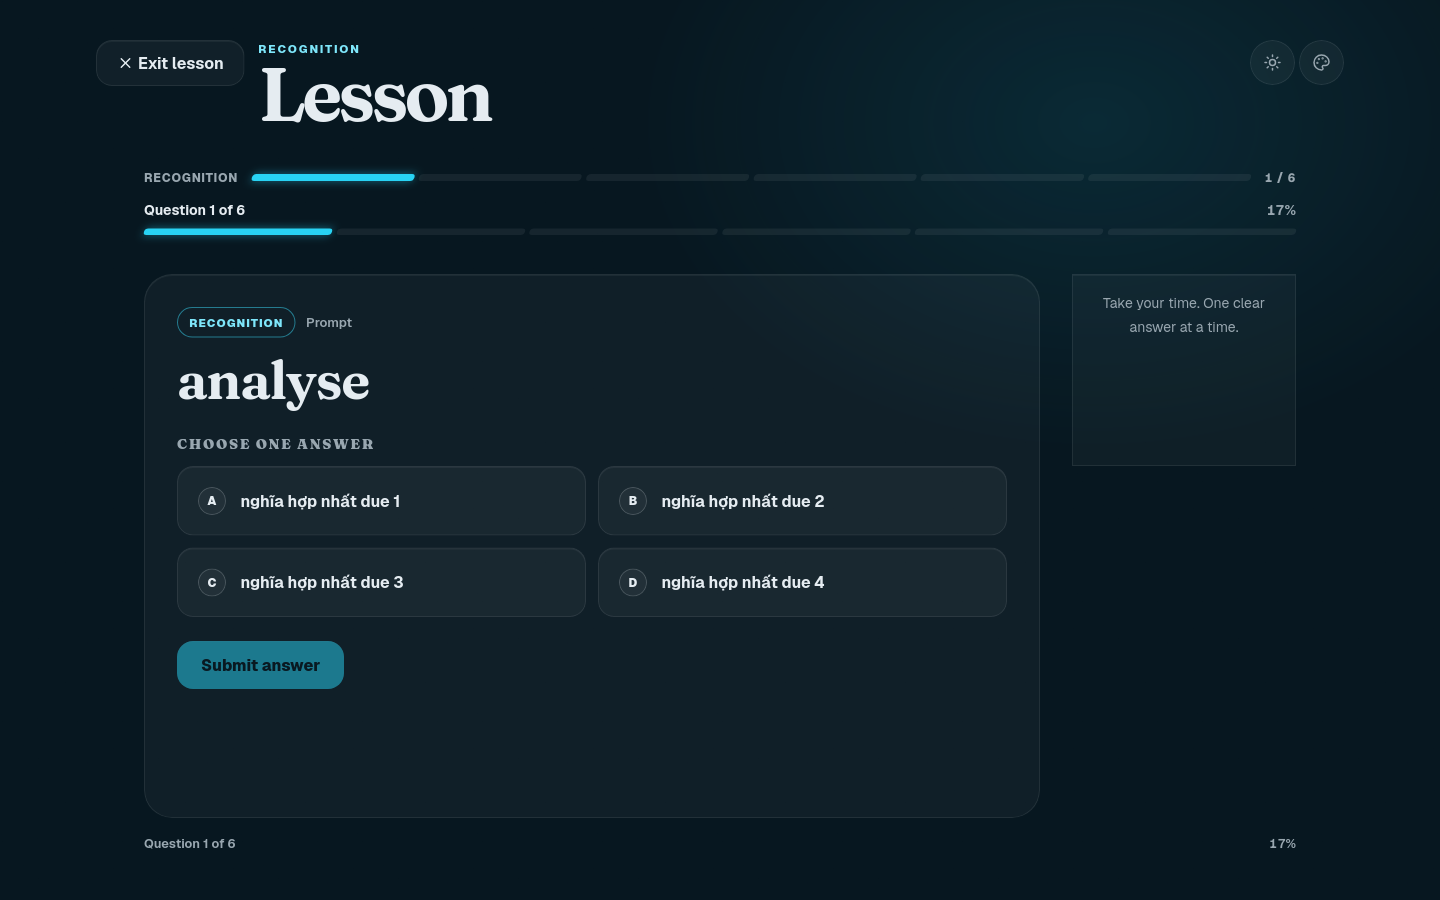 Exit lesson
RECOGNITION
Lesson
RECOGNITION
1 / 6
Question 1 of 6
17%
RECOGNITION
Prompt
analyse
CHOOSE ONE ANSWER
A
nghĩa hợp nhất due 1
B
nghĩa hợp nhất due 2
C
nghĩa hợp nhất due 3
D
nghĩa hợp nhất due 4
Submit answer
Take your time. One clear
answer at a time.
Question 1 of 6
17%